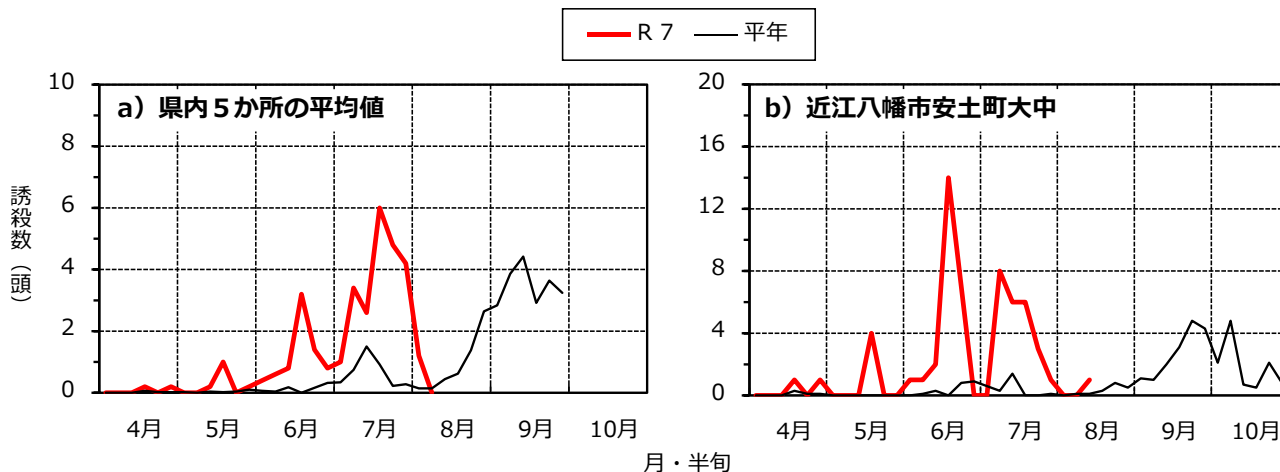 R 7 平年
a）県内５か所の平均値
10
8
6
4
2
0
誘殺数（頭）
4月 5月 6月 7月 8月 9月 10月
b）近江八幡市安土町大中
20
16
12
8
4
0
4月 5月 6月 7月 8月 9月 10月
月・半旬